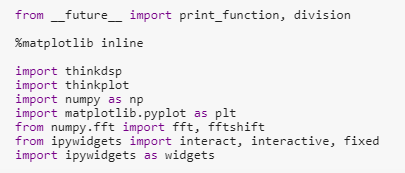 from __future__ import print_function, division
%matplotlib inline
import thinkdsp
import thinkplot
import numpy as np
import matplotlib.pyplot as plt
from numpy.fft import fft, fftshift
from ipywidgets import interact, interactive, fixed
import ipywidgets as widgets